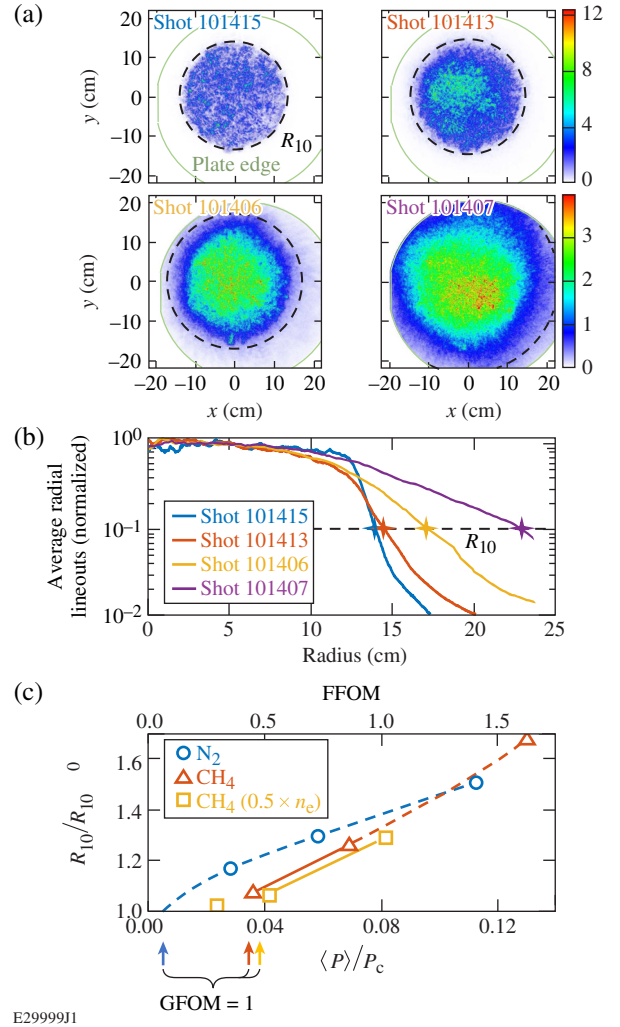 (a)
Shot 101415
Shot 101413
y (cm)
20
10
0
−10
−20
R10
Plate edge
12
8
4
0
Shot 101406
Shot 101407
y (cm)
20
10
0
−10
−20
3
2
1
0
−20 −10 0 10 20
−20 −10 0 10 20
x (cm)
x (cm)
(b)
Average radial
lineouts (normalized)
10^0
10^−1
10^−2
Shot 101415
Shot 101413
Shot 101406
Shot 101407
R10
0 5 10 15 20 25
Radius (cm)
(c)
FFOM
0.0 0.5 1.0 1.5
R10/R10 0
1.6
1.4
1.2
1.0
N2
CH4
CH4 (0.5 × ne)
0.00 0.04 0.08 0.12
⟨P⟩/Pc
GFOM = 1
E29999J1